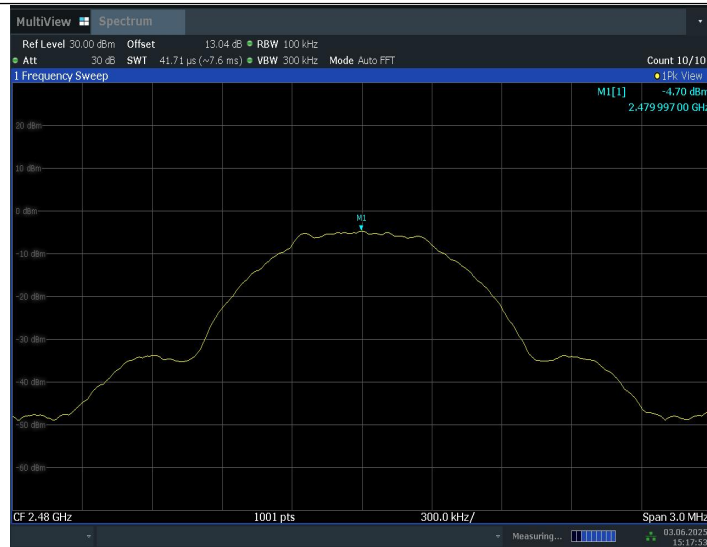 MultiView Spectrum
Ref Level 30.00 dBm Offset 13.04 dB RBW 100 kHz
Att 30 dB SWT 41.71 µs (~7.6 ms) VBW 300 kHz Mode Auto FFT Count 10/10
1 Frequency Sweep 1Pk View
M1[1] -4.70 dBm
2.479 997 00 GHz
20 dBm
10 dBm
0 dBm
M1
-10 dBm
-20 dBm
-30 dBm
-40 dBm
-50 dBm
-60 dBm
CF 2.48 GHz 1001 pts 300.0 kHz/ Span 3.0 MHz
Measuring... 03.06.2025
15:17:53